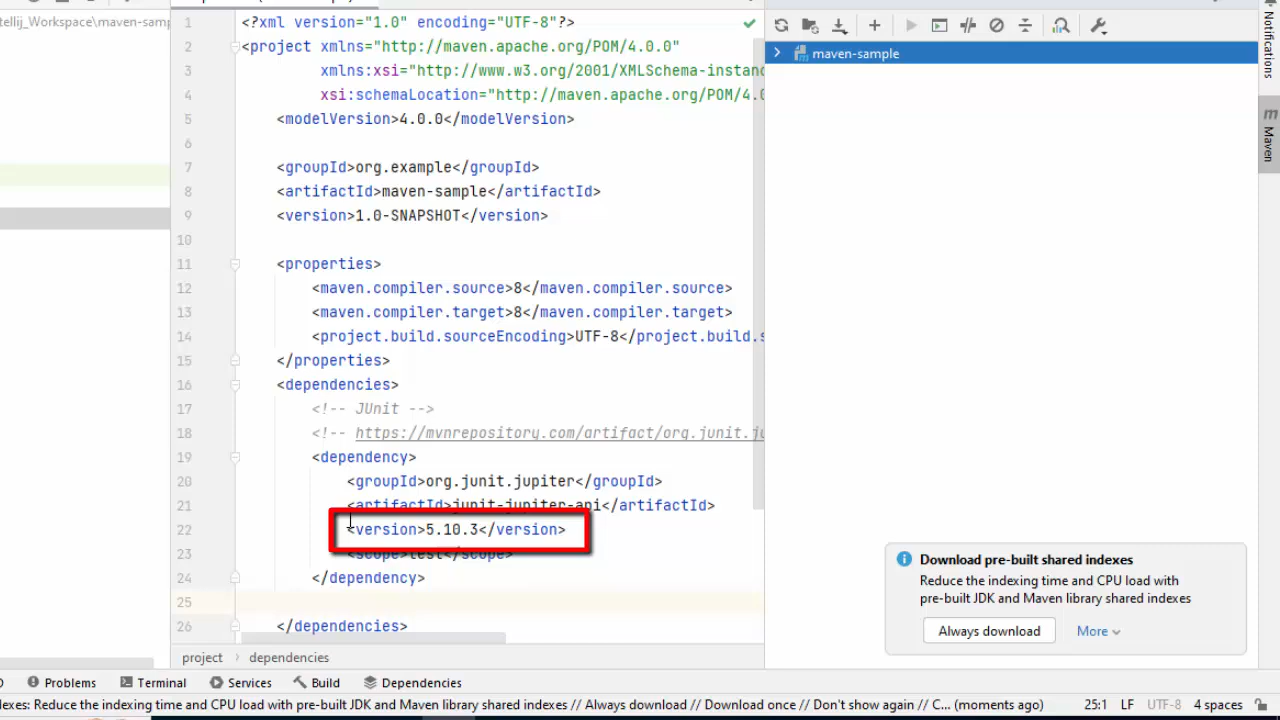 tellij_Workspace\maven-samp
1 <?xml version="1.0" encoding="UTF-8"?>
2 <project xmlns="http://maven.apache.org/POM/4.0.0"
3 xmlns:xsi="http://www.w3.org/2001/XMLSchema-instanc
4 xsi:schemaLocation="http://maven.apache.org/POM/4.0
5 <modelVersion>4.0.0</modelVersion>
6
7 <groupId>org.example</groupId>
8 <artifactId>maven-sample</artifactId>
9 <version>1.0-SNAPSHOT</version>
10
11 <properties>
12 <maven.compiler.source>8</maven.compiler.source>
13 <maven.compiler.target>8</maven.compiler.target>
14 <project.build.sourceEncoding>UTF-8</project.build.s
15 </properties>
16 <dependencies>
17 <!-- JUnit -->
18 <!-- https://mvnrepository.com/artifact/org.junit.ju
19 <dependency>
20 <groupId>org.junit.jupiter</groupId>
21 <artifactId>junit-jupiter-api</artifactId>
22 <version>5.10.3</version>
23 <scope>test</scope>
24 </dependency>
25
26 </dependencies>
project > dependencies
maven-sample
Notifications
m Maven
Download pre-built shared indexes
Reduce the indexing time and CPU load with
pre-built JDK and Maven library shared indexes
Always download More
Problems Terminal Services Build Dependencies
dexes: Reduce the indexing time and CPU load with pre-built JDK and Maven library shared indexes // Always download // Download once // Don't show again // C... (moments ago) 25:1 LF UTF-8 4 spaces